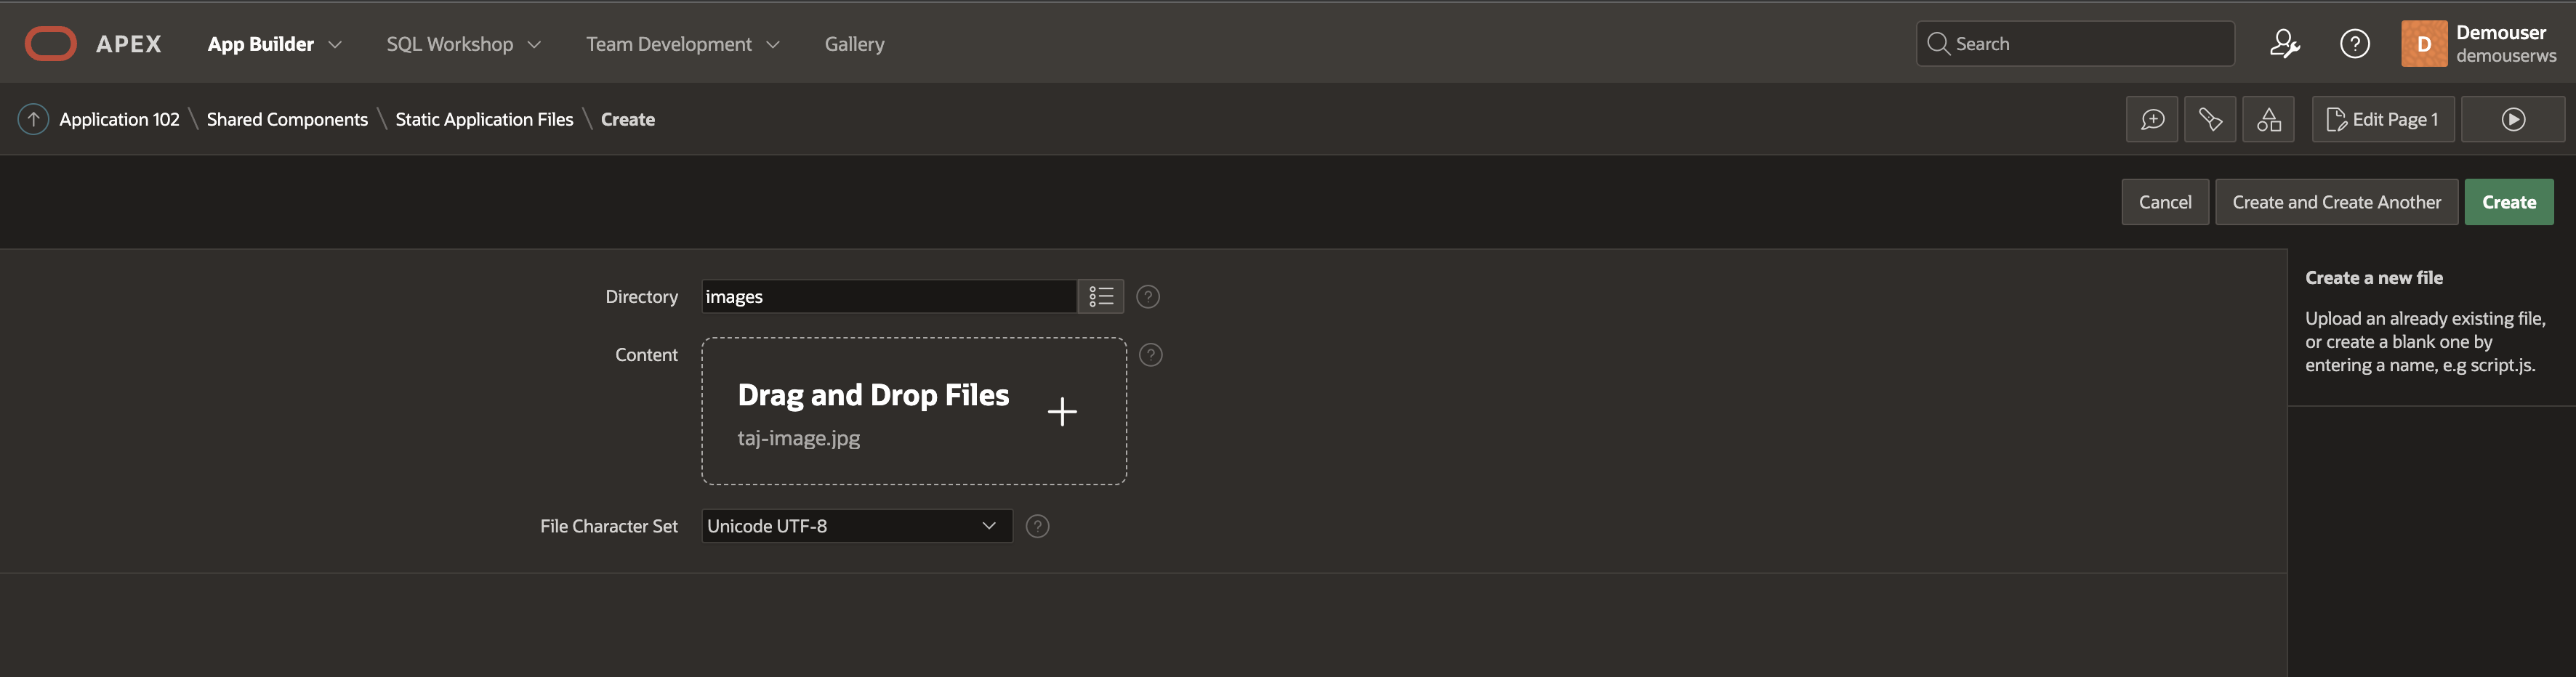 APEX App Builder SQL Workshop Team Development Gallery Search Demouser
D demouserws
Application 102 \ Shared Components \ Static Application Files \ Create Edit Page 1
Cancel Create and Create Another Create
Directory images
Content
Drag and Drop Files
taj-image.jpg
File Character Set Unicode UTF-8
Create a new file
Upload an already existing file,
or create a blank one by
entering a name, e.g script.js.